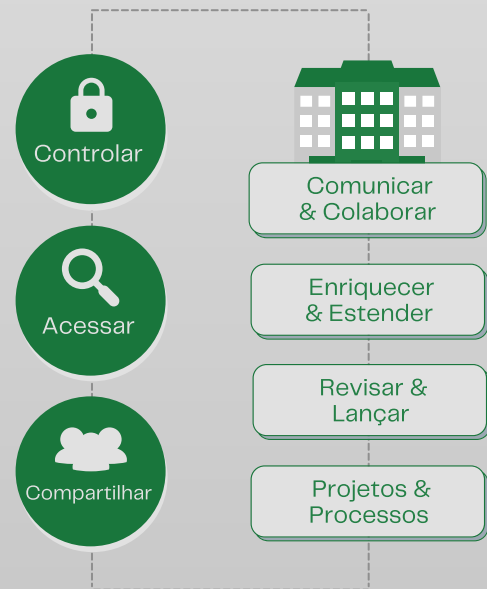 Controlar
Acessar
Compartilhar
Comunicar
& Colaborar
Enriquecer
& Estender
Revisar &
Lançar
Projetos &
Processos